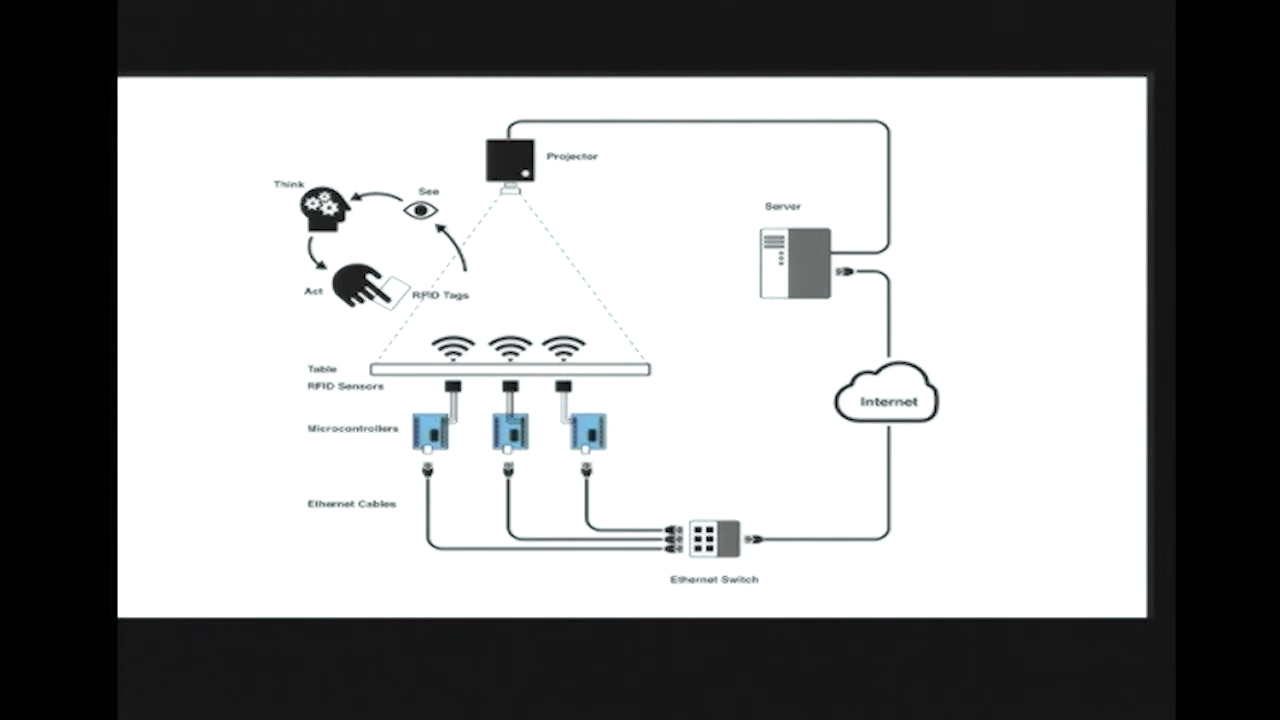 Projector
Think
See
Server
Act
RFID Tags
Table
RFID Sensors
Internet
Microcontrollers
Ethernet Cables
Ethernet Switch